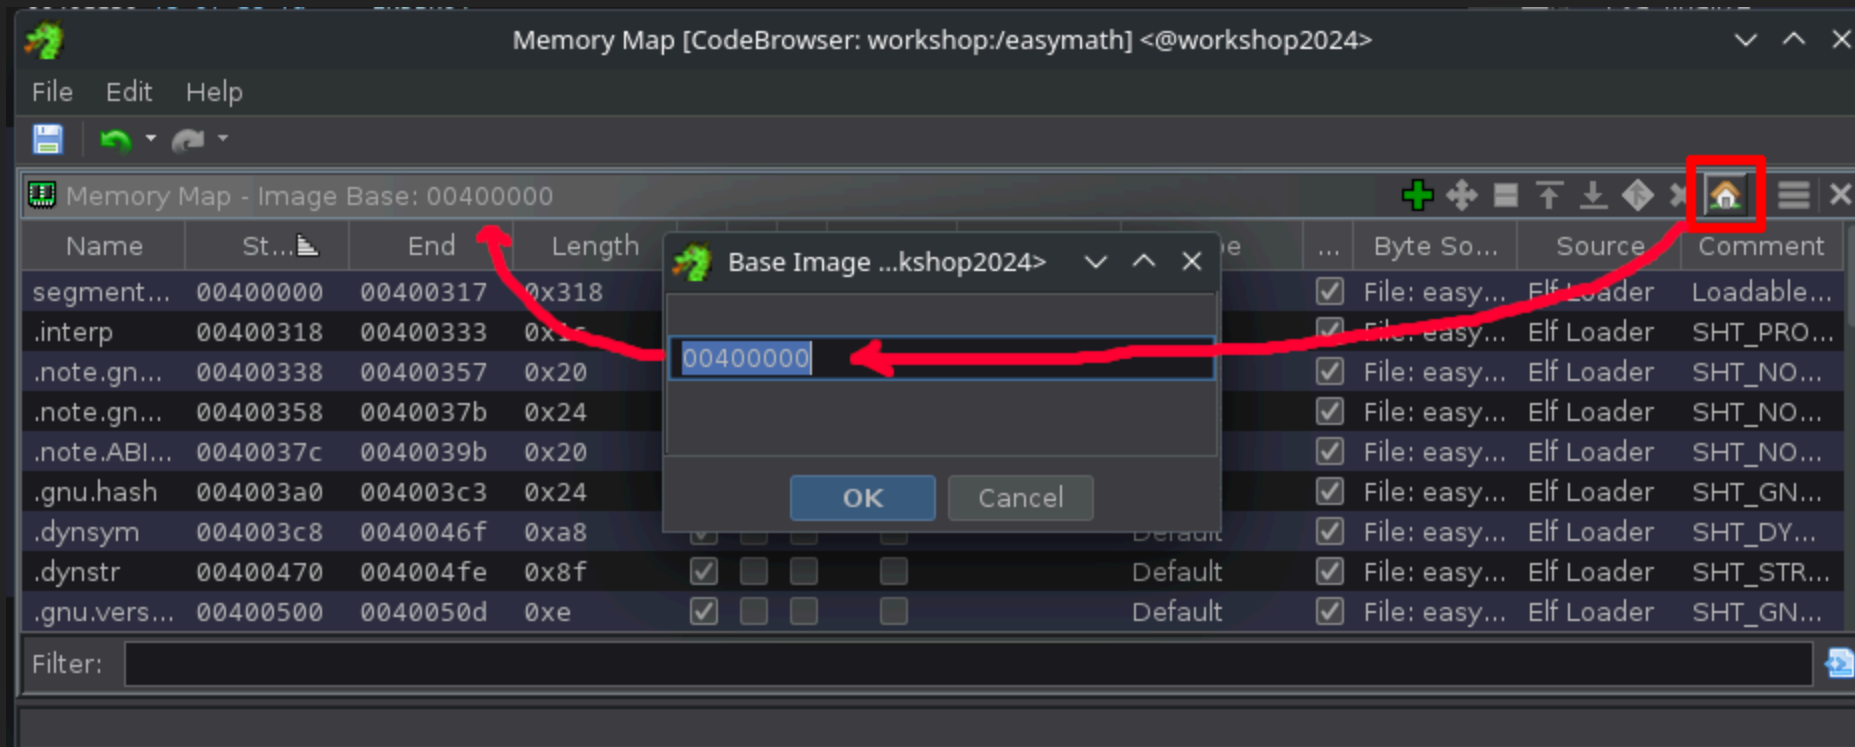 Memory Map [CodeBrowser: workshop:/easymath] <@workshop2024>
File Edit Help
Memory Map - Image Base: 00400000
Name St... End Length ... Byte So... Source Comment
Base Image ...kshop2024>
segment... 00400000 00400317 0x318 File: easy... Elf Loader Loadable...
.interp 00400318 00400333 0x1c File: easy... Elf Loader SHT_PRO...
00400000
.note.gn... 00400338 00400357 0x20 File: easy... Elf Loader SHT_NO...
.note.gn... 00400358 0040037b 0x24 File: easy... Elf Loader SHT_NO...
.note.ABI... 0040037c 0040039b 0x20 File: easy... Elf Loader SHT_NO...
.gnu.hash 004003a0 004003c3 0x24 File: easy... Elf Loader SHT_GN...
OK Cancel
.dynsym 004003c8 0040046f 0xa8 Default File: easy... Elf Loader SHT_DY...
.dynstr 00400470 004004fe 0x8f Default File: easy... Elf Loader SHT_STR...
.gnu.vers... 00400500 0040050d 0xe Default File: easy... Elf Loader SHT_GN...
Filter: